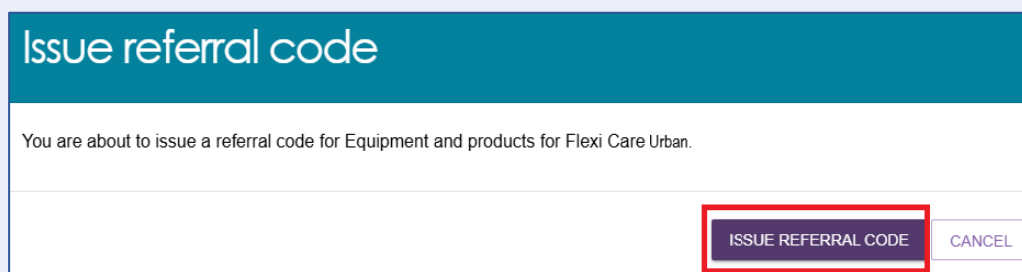 Issue referral code
You are about to issue a referral code for Equipment and products for Flexi Care Urban.
ISSUE REFERRAL CODE CANCEL